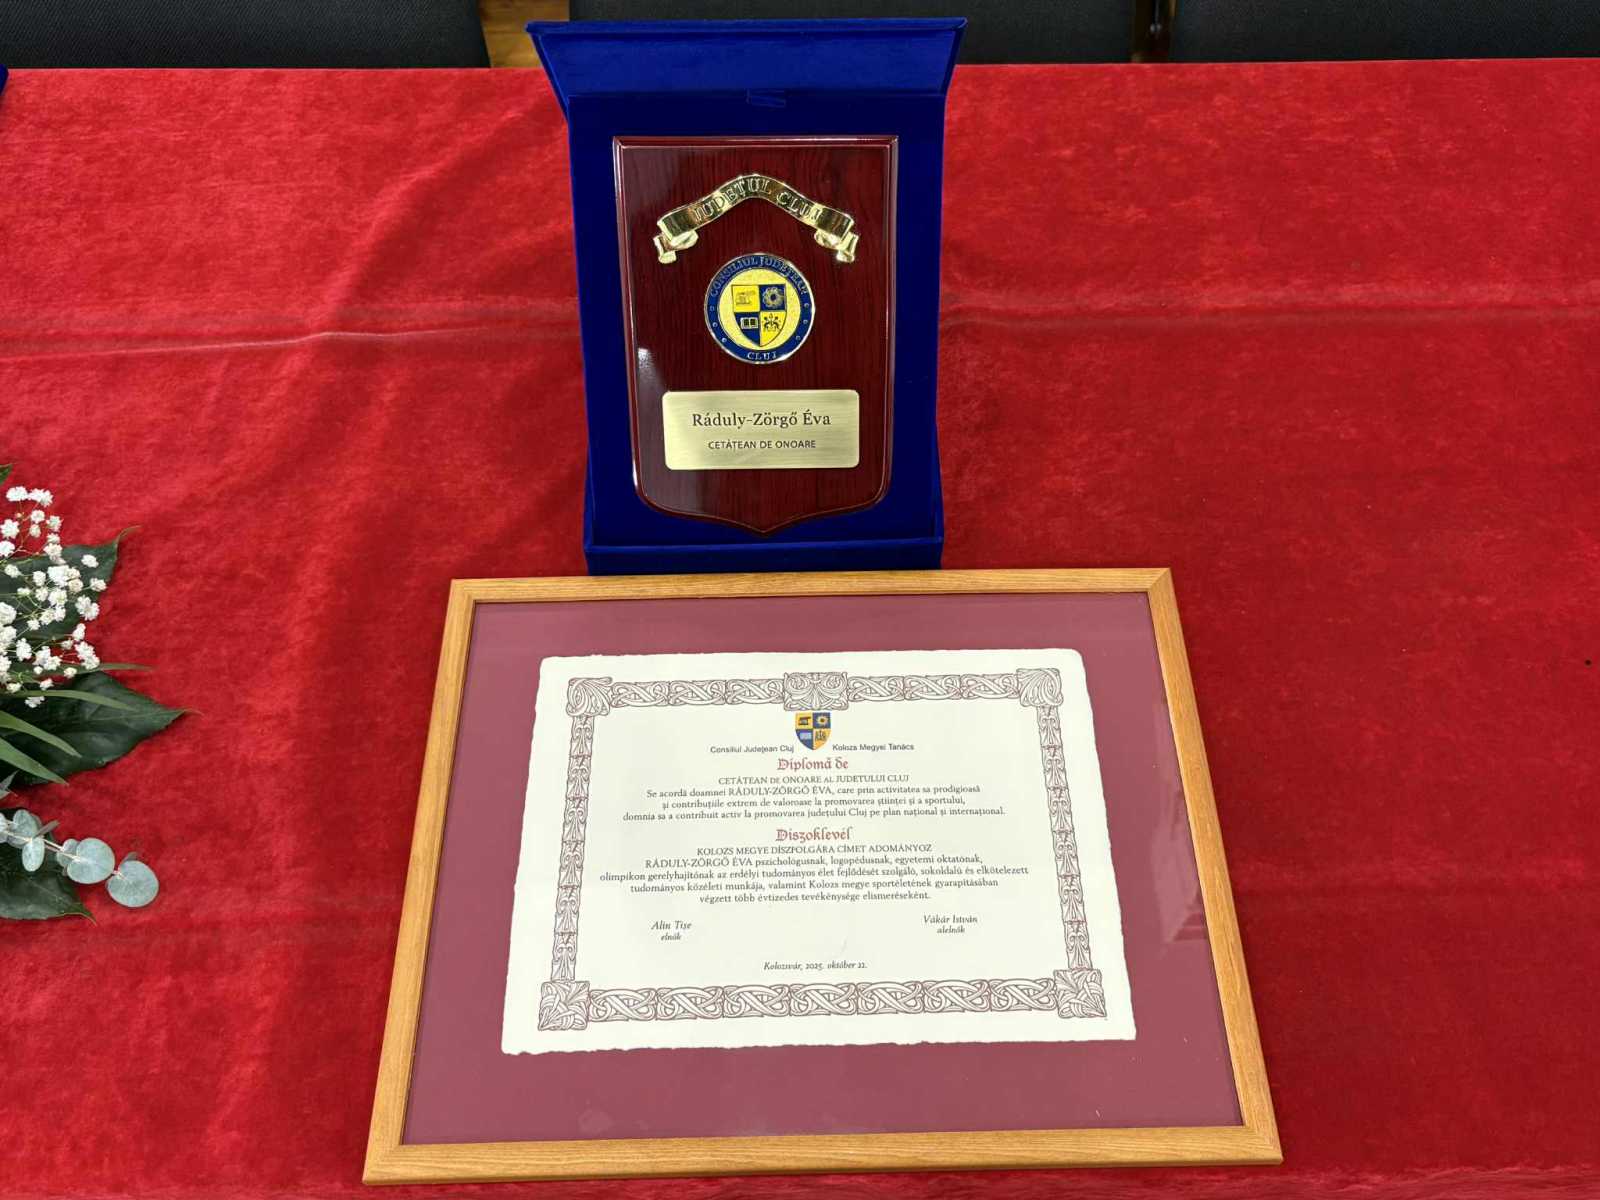 JUDEȚUL CLUJ
CONSILIUL JUDEȚEAN
CLUJ
Ráduly-Zörgő Éva
CETĂȚEAN DE ONOARE
Consiliul Județean Cluj Kolozs Megyei Tanács
Diplomă de
CETĂȚEAN DE ONOARE AL JUDEȚULUI CLUJ
Se acordă doamnei RÁDULY-ZÖRGŐ ÉVA, care prin activitatea sa prodigioasă
și contribuțiile extrem de valoroase la promovarea științei și a sportului,
domnia sa a contribuit activ la promovarea județului Cluj pe plan național și internațional.
Díszoklevél
KOLOZS MEGYE DÍSZPOLGÁRA CÍMET ADOMÁNYOZ
RÁDULY-ZÖRGŐ ÉVA pszichológusnak, logopédusnak, egyetemi oktatónak,
olimpikon gerelyhajítónak az erdélyi tudományos élet fejlődését szolgáló, sokoldalú és elkötelezett
tudományos közéleti munkája, valamint Kolozs megye sportéletének gyarapításában
végzett több évtizedes tevékenysége elismeréseként.
Alin Tișe Vákár István
elnök alelnök
Kolozsvár, 2025. október 22.